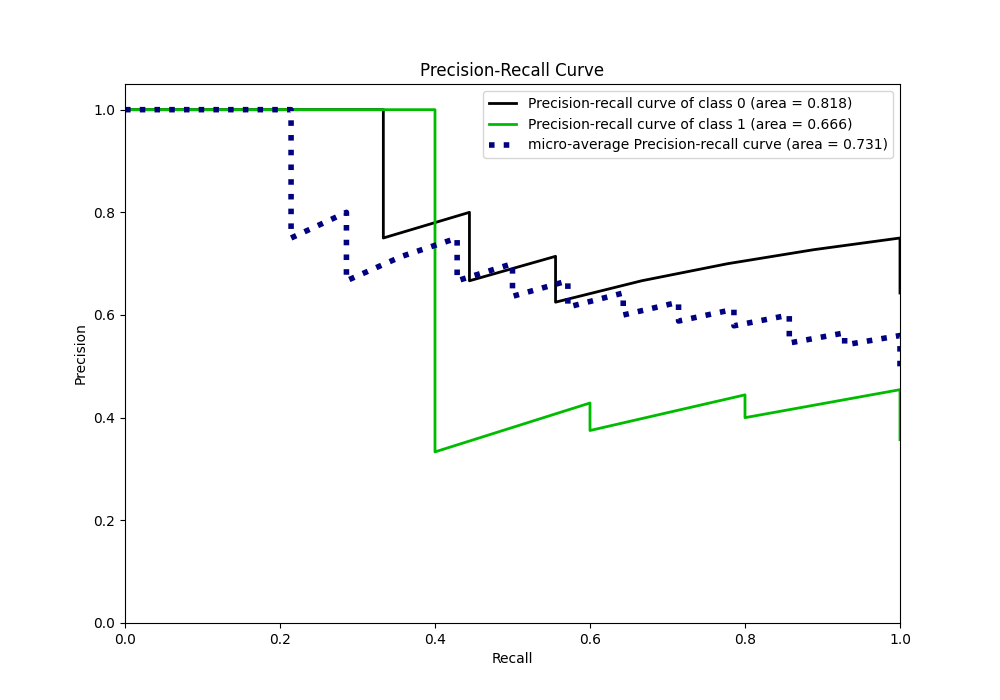 Precision-Recall Curve
Precision-recall curve of class 0 (area = 0.818)
Precision-recall curve of class 1 (area = 0.666)
micro-average Precision-recall curve (area = 0.731)
1.0
0.8
0.6
0.4
0.2
0.0
Precision
0.0 0.2 0.4 0.6 0.8 1.0
Recall